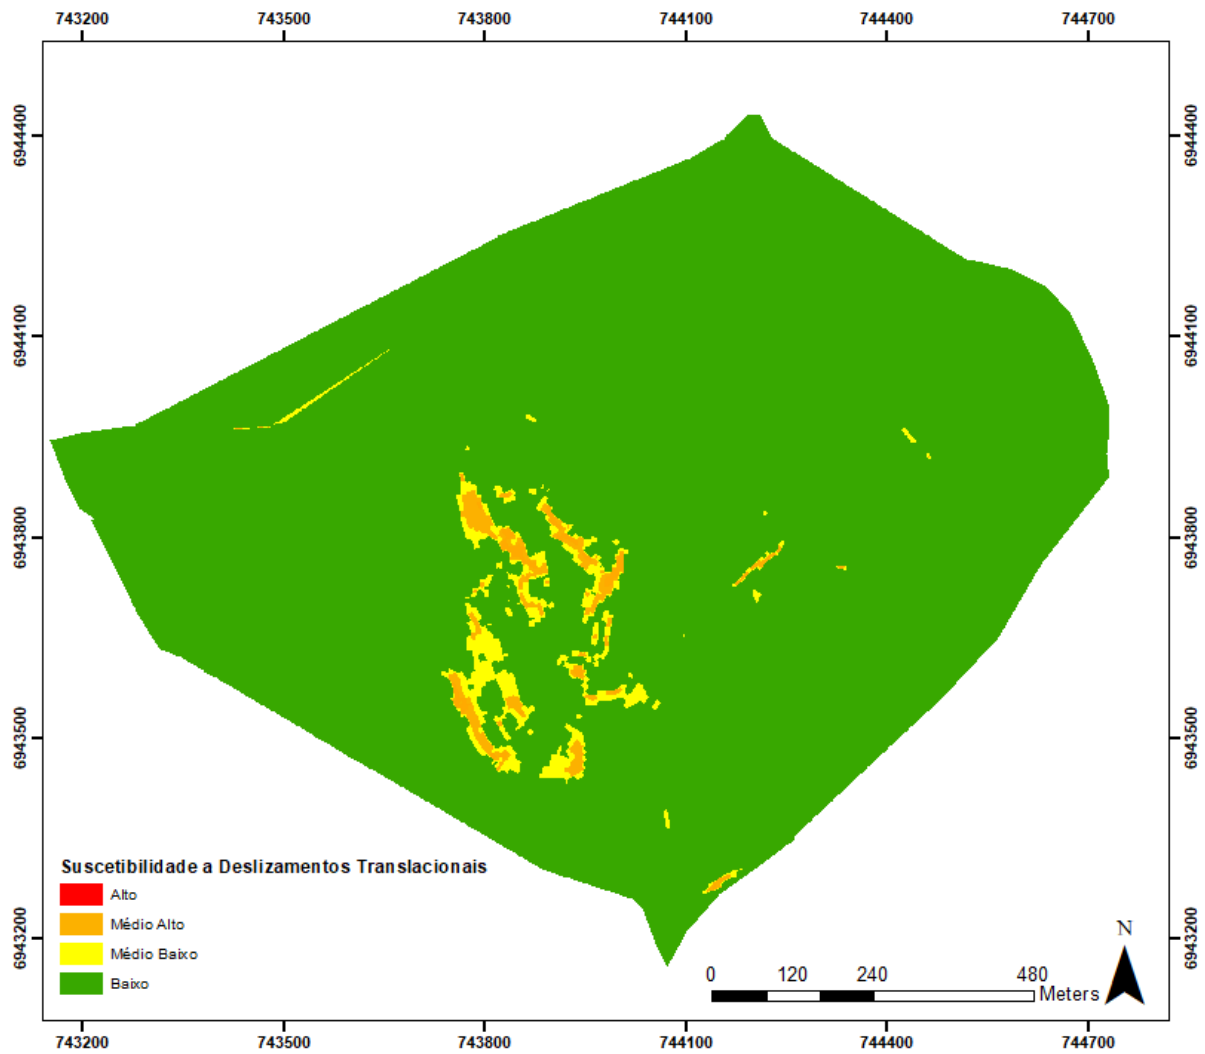 743200 743500 743800 744100 744400 744700
6944400 6944400
6944100 6944100
6943800 6943800
6943500 6943500
6943200 6943200
Suscetibilidade a Deslizamentos Translacionais
Alto
Médio Alto
Médio Baixo
Baixo
N
0 120 240 480
Meters
743200 743500 743800 744100 744400 744700